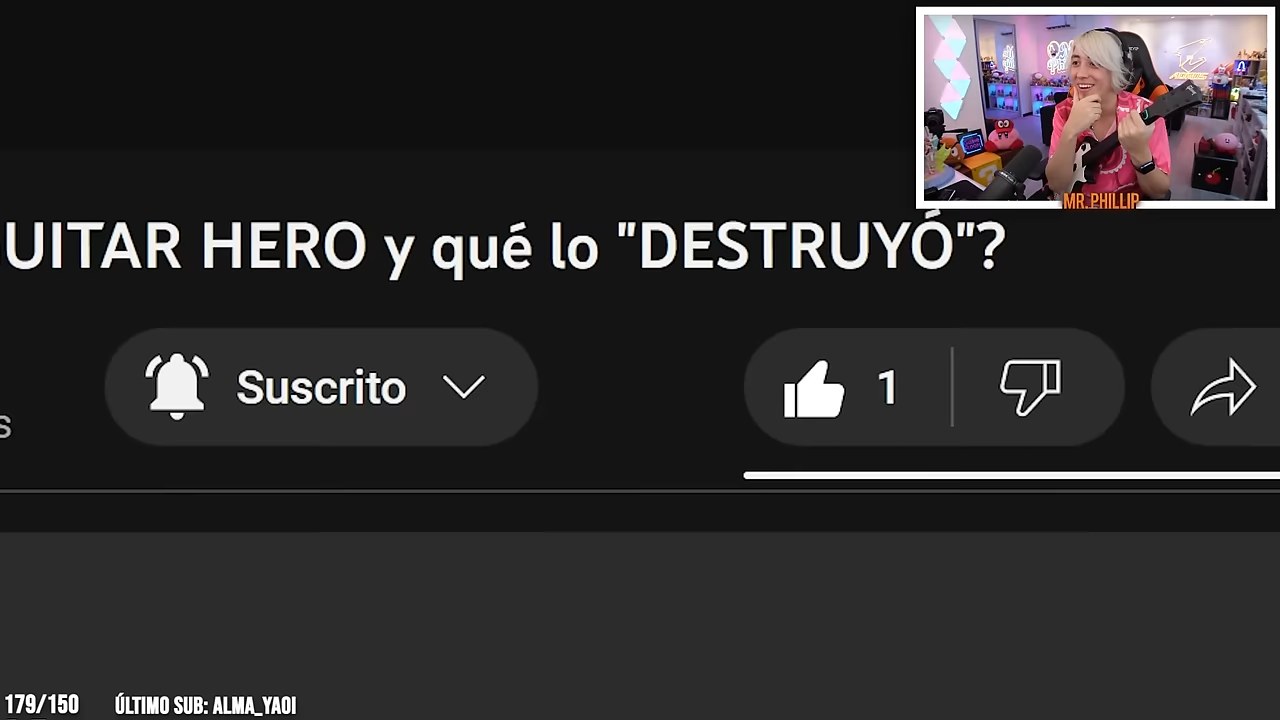 MR. PHILLIP
UITAR HERO y qué lo "DESTRUYÓ"?
Suscrito
1
s
179/150
ÚLTIMO SUB: ALMA_YAOI